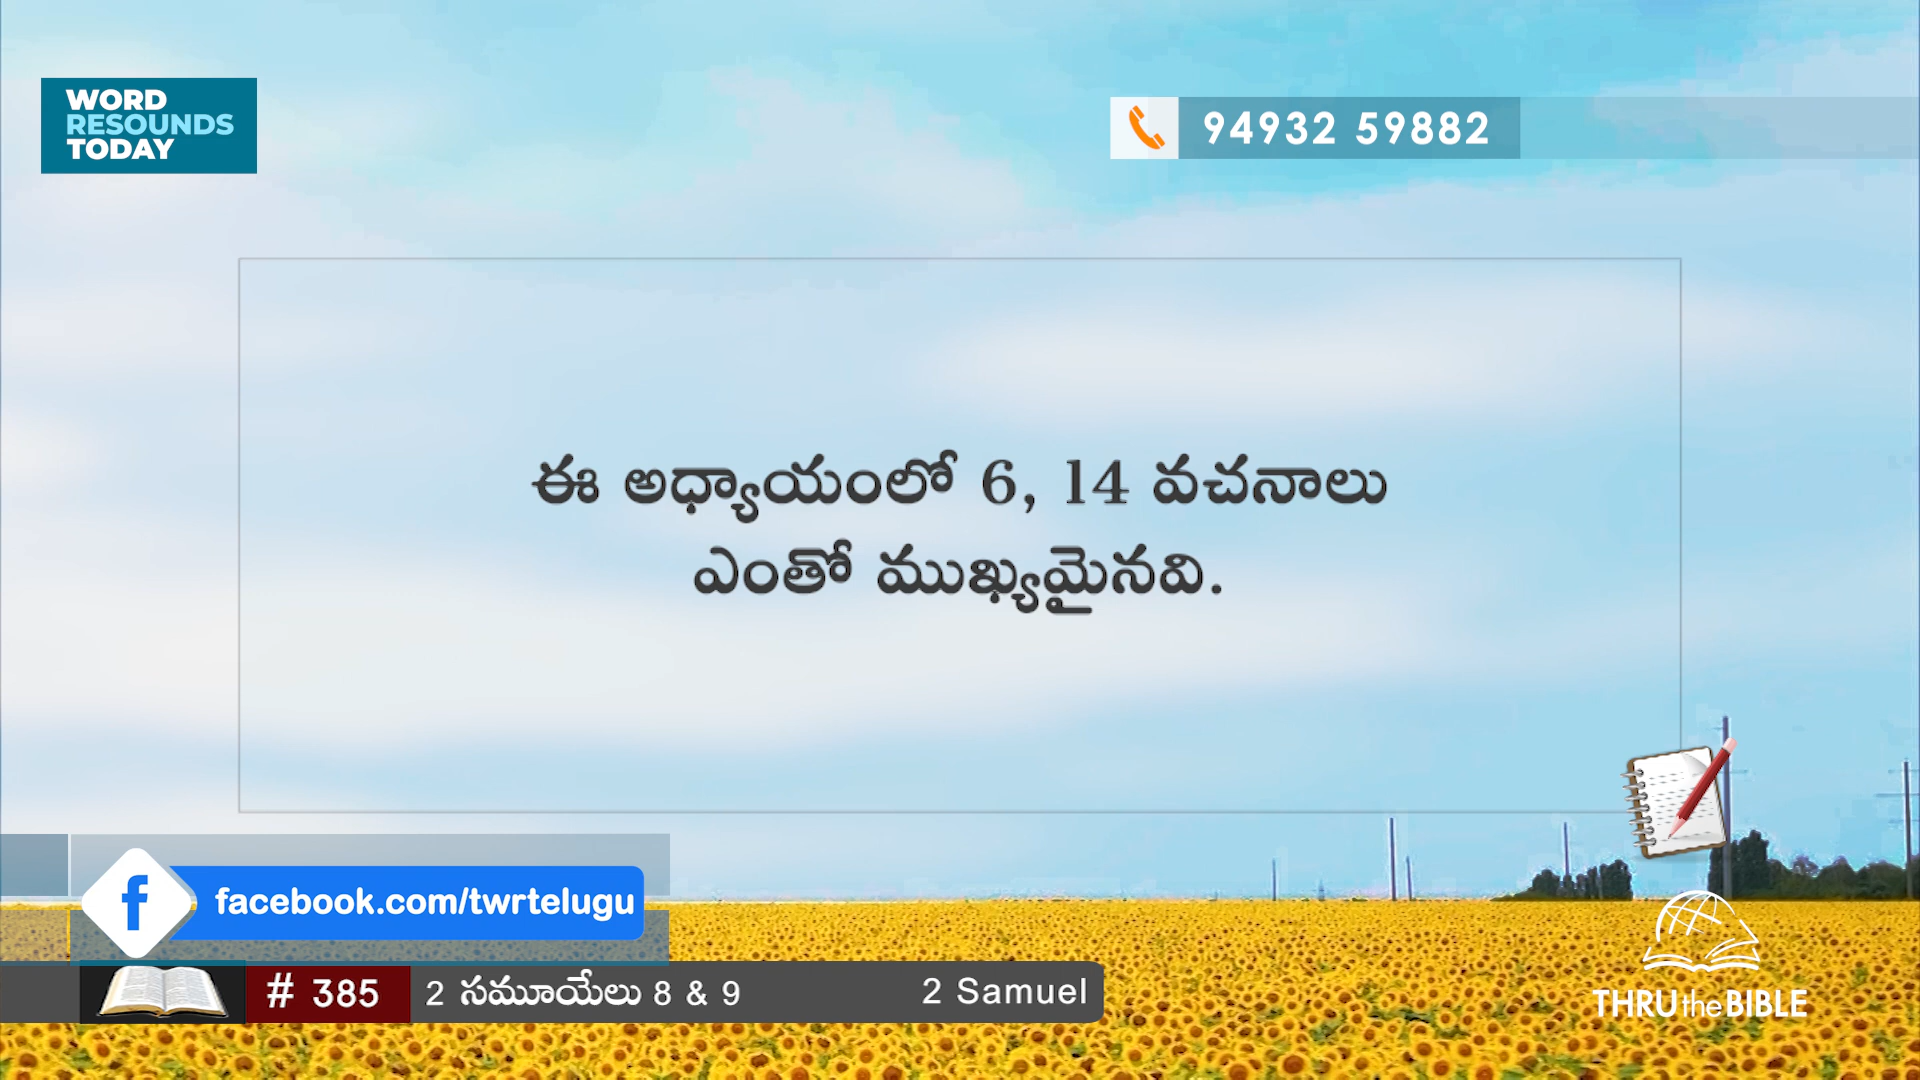 WORD
RESOUNDS
TODAY
94932 59882
ఈ అధ్యాయంలో 6, 14 వచనాలు
ఎంతో ముఖ్యమైనవి.
f facebook.com/twrtelugu
# 385 2 సమూయేలు 8 & 9 2 Samuel
THRU the BIBLE